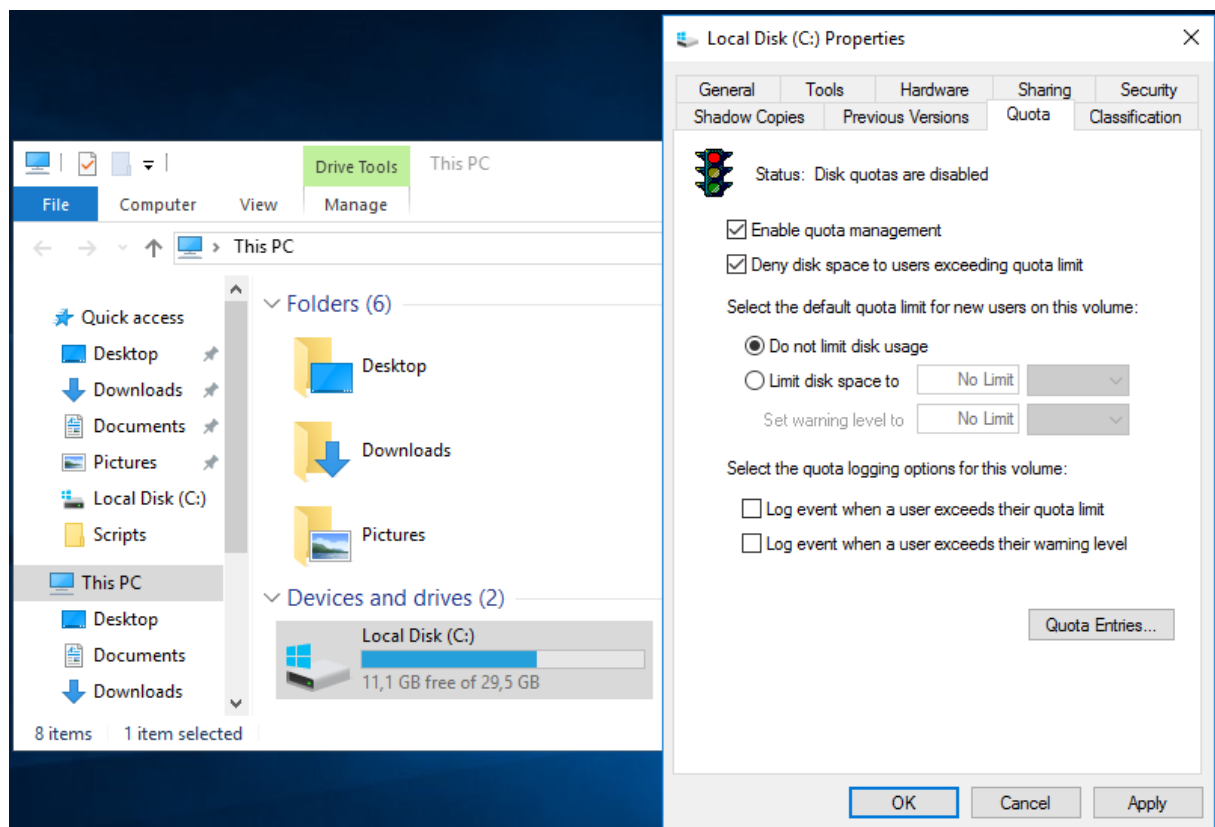 Drive Tools
This PC
File
Computer
View
Manage
This PC
Quick access
Desktop
Downloads
Documents
Pictures
Local Disk (C:)
Scripts
This PC
Desktop
Documents
Downloads
Folders (6)
Desktop
Downloads
Pictures
Devices and drives (2)
Local Disk (C:)
11,1 GB free of 29,5 GB
8 items
1 item selected
Local Disk (C:) Properties
General Tools Hardware Sharing Security
Shadow Copies Previous Versions Quota Classification
Status: Disk quotas are disabled
Enable quota management
Deny disk space to users exceeding quota limit
Select the default quota limit for new users on this volume:
Do not limit disk usage
Limit disk space to No Limit
Set warning level to No Limit
Select the quota logging options for this volume:
Log event when a user exceeds their quota limit
Log event when a user exceeds their warning level
Quota Entries...
OK Cancel Apply